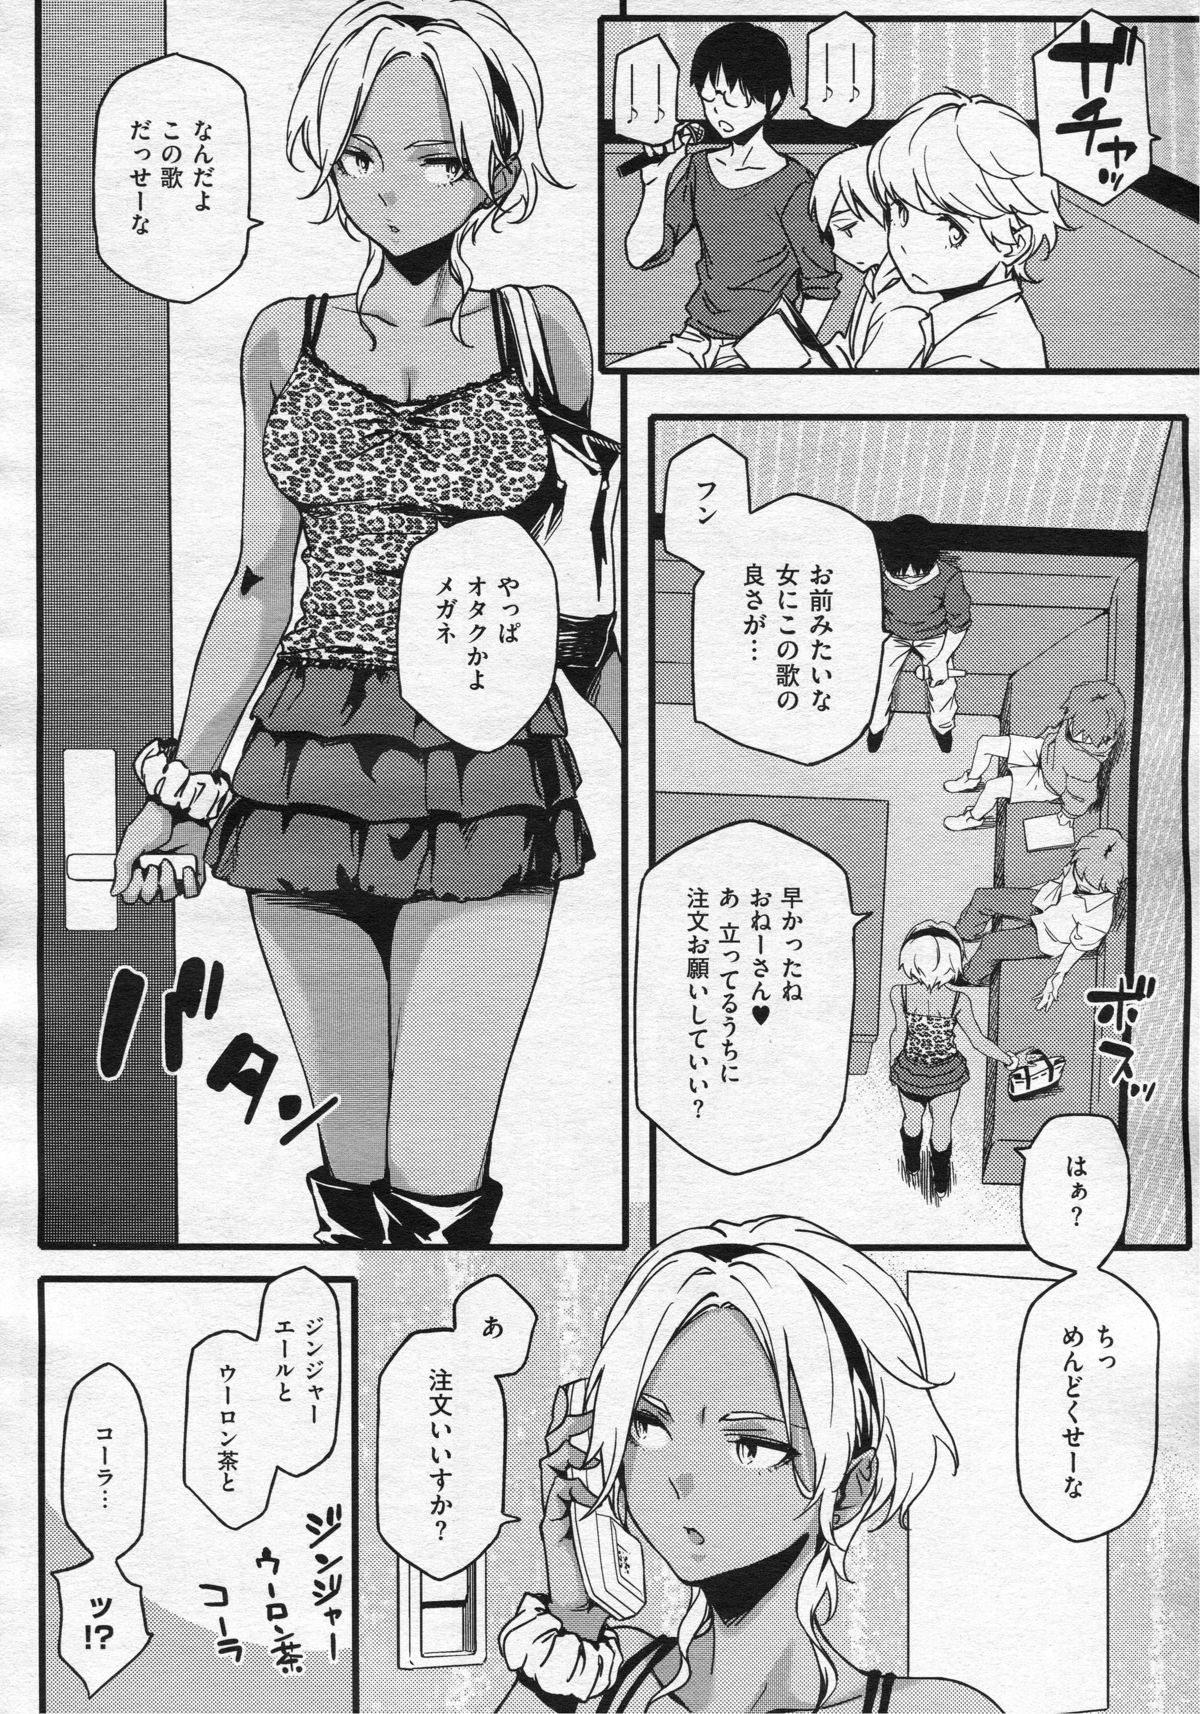 ガチャッ
｜｜♪
｜｜♪
なんだよ
この歌
だっせーな
やっぱ
オタクかよ
メガネ
バタン
フン
お前みたいな
女にこの歌の
良さが…
早かったね
おねーさん♥
あ 立ってるうちに
注文お願いしていい？
ボスッ
はぁ？
ちっ
めんどくせーな
あ
注文いいすか？
ジンジャー
エールと
ウーロン茶と
コーラ…
ジンジャー
ウーロン茶
コーラ
ッ!?